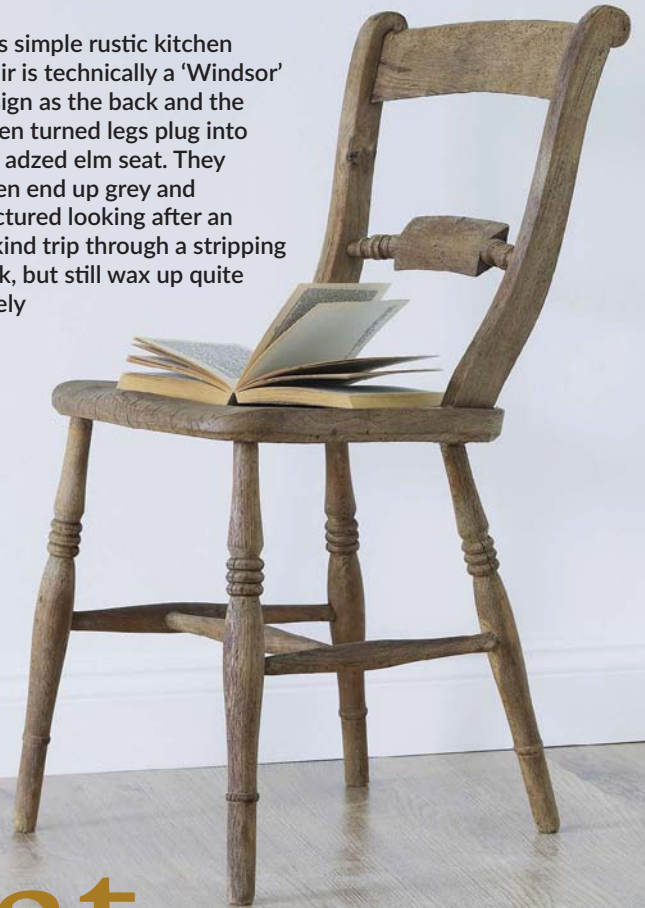 s simple rustic kitchen
ir is technically a ‘Windsor’
sign as the back and the
en turned legs plug into
adzed elm seat. They
en end up grey and
ctured looking after an
kind trip through a stripping
k, but still wax up quite
ely